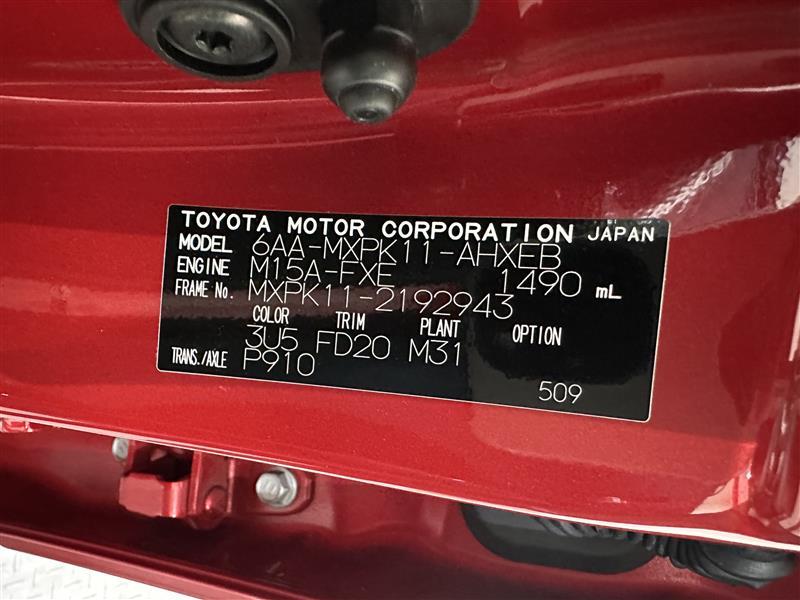 TOYOTA MOTOR CORPORATION JAPAN
MODEL 6AA-MXPK11-AHXEB
ENGINE M15A-FXE 1490 mL
FRAME No. MXPK11-2192943
COLOR TRIM PLANT OPTION
3U5 FD20 M31
TRANS./AXLE P910
509